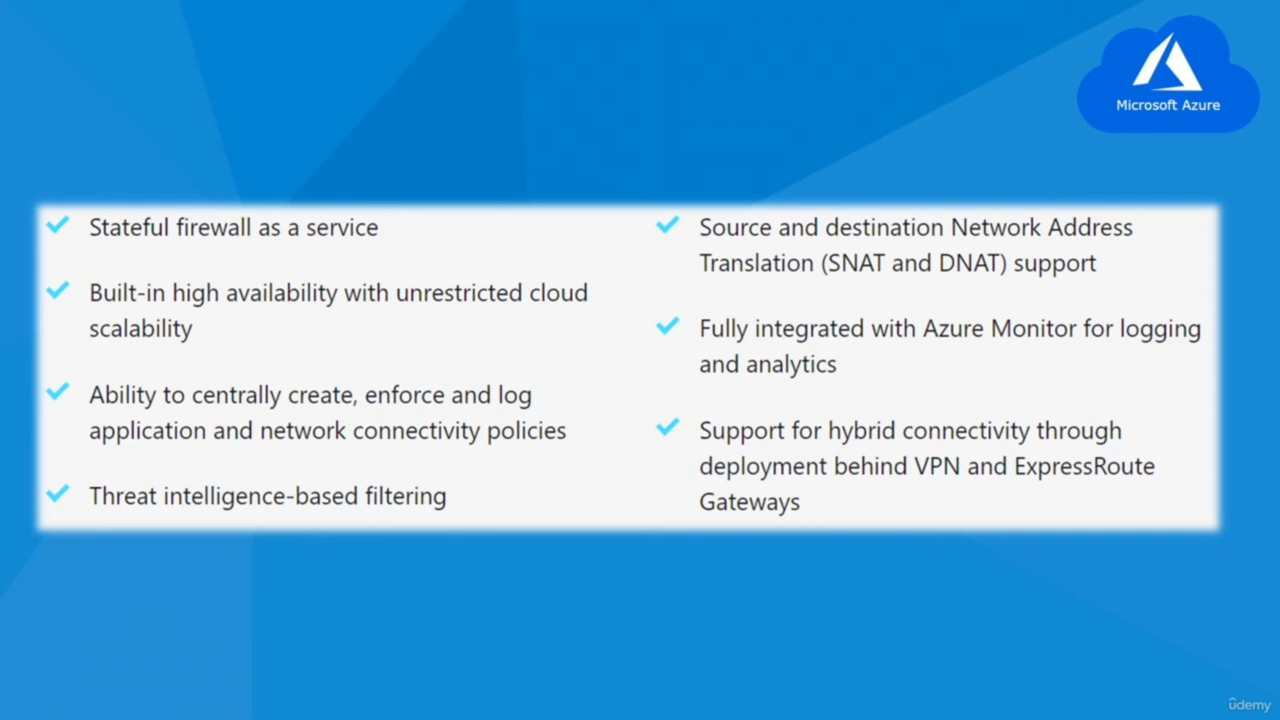 Microsoft Azure
Stateful firewall as a service
Built-in high availability with unrestricted cloud
scalability
Ability to centrally create, enforce and log
application and network connectivity policies
Threat intelligence-based filtering
Source and destination Network Address
Translation (SNAT and DNAT) support
Fully integrated with Azure Monitor for logging
and analytics
Support for hybrid connectivity through
deployment behind VPN and ExpressRoute
Gateways
ûdemy